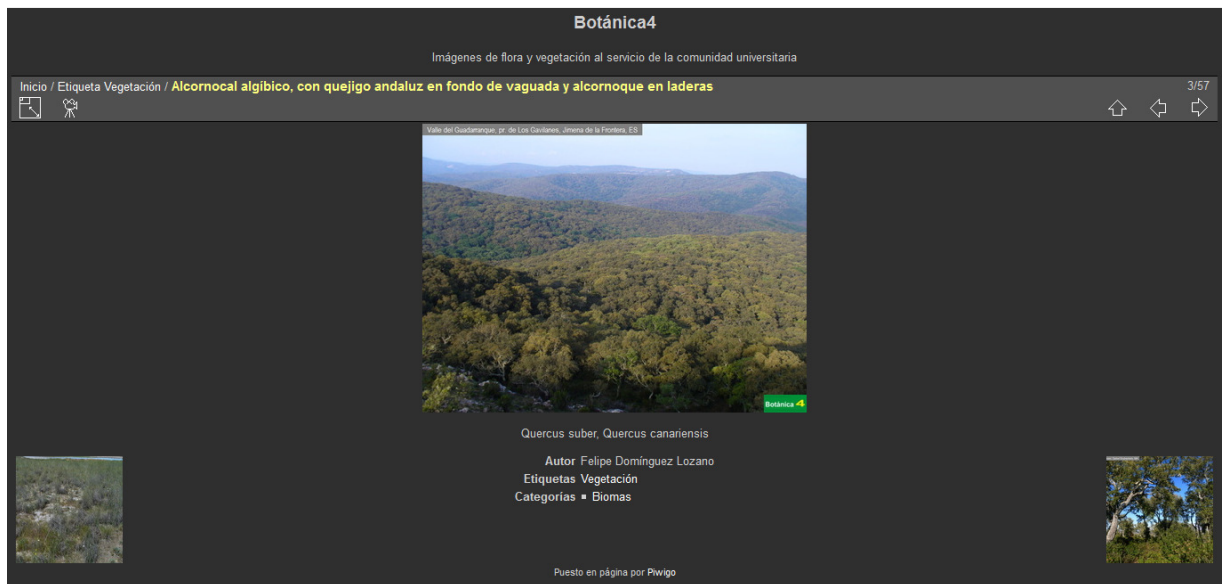 Botánica4
Imágenes de flora y vegetación al servicio de la comunidad universitaria
Inicio / Etiqueta Vegetación / Alcornocal algíbico, con quejigo andaluz en fondo de vaguada y alcornoque en laderas
3/57
Valle del Guadarranque, pr. de Los Gavilanes, Jimena de la Frontera, ES
Botánica 4
Quercus suber, Quercus canariensis
Autor Felipe Domínguez Lozano
Etiquetas Vegetación
Categorías ▪ Biomas
Puesto en página por Piwigo